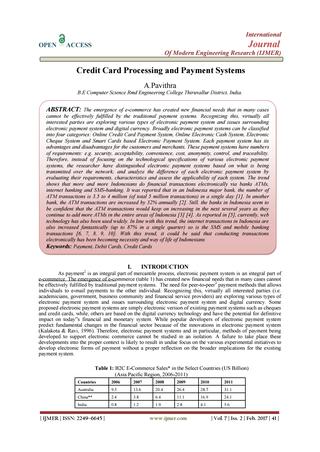 International
OPEN ACCESS
Journal
Of Modern Engineering Research (IJMER)
Credit Card Processing and Payment Systems
A.Pavithra
B.E Computer Science Jbnd Engineering College, Thiruvallur District, India
ABSTRACT: The emergence of e-commerce has created new financial needs that in many cases
cannot be effectively fulfilled by the traditional payment systems. Recognizing this, virtually all
interested parties are exploring various types of electronic payment system and issues surrounding
electronic payment system and digital currency. Broadly electronic payment systems can be classified
into four categories: Online Credit Card Payment System, Online Electronic Cash System, Electronic
Cheque System and Smart Cards based Electronic Payment System. Each payment system has its
advantages and disadvantages for the customers and merchants. These payment systems have numbers
of requirements: e.g. security, acceptability, convenience, cost, anonymity, control, and traceability.
Therefore, instead of focusing on the technological specifications of various electronic payment
systems, the researcher have distinguished electronic payment systems based on what is being
transmitted over the network, and analyze the difference of each electronic payment system by
evaluating their requirements, characteristics and assess the applicability of each system. The trend
shows that more and more Indonesians do financial transactions electronically via banks ATMs,
internet banking and SMS-banking. It was reported that in an Indonesia major bank, the number of
ATM transactions is 3.5 to 4 million (of total 5 million transactions) in a single day [1]. In another
bank, the ATM transactions are increased by 32% annually [2]. Still, the banks in Indonesia seem to
be confident that the ATM transactions would keep on increasing in the next several years as they
continue to add more ATMs in the entire areas of Indonesia [3] [4]. As reported in [5], currently, web
technology has also been used widely. In line with this trend, the internet transactions in Indonesia are
also increased fantastically (up to 87% in a single quarter) so is the SMS and mobile banking
transactions [6, 7, 8, 9, 10]. With this trend, it could be said that conducting transactions
electronically has been becoming necessity and way of life of Indonesians
Keywords: Payment, Debit Cards, Credit Cards
I. INTRODUCTION
As payment is an integral part of mercantile process, electronic payment system is an integral part of
e-commerce. The emergence of e-commerce (table 1) has created new financial needs that in many cases cannot
be effectively fulfilled by traditional payment systems. The need for peer-to-peer payment methods that allows
individuals to e-mail payments to the other individual. Recognizing this, virtually all interested parties (i.e.
academicians, government, business community and financial service providers) are exploring various types of
electronic payment system and issues surrounding electronic payment system and digital currency. Some
proposed electronic payment systems are simply electronic version of existing payment systems such as cheques
and credit cards, while, others are based on the digital currency technology and have the potential for definitive
impact on today's financial and monetary system. While popular developers of electronic payment system
predict fundamental changes in the financial sector because of the innovations in electronic payment system
(Kalakota & Ravi, 1996). Therefore, electronic payment systems and in particular, methods of payment being
developed to support electronic commerce cannot be studied in an isolation. A failure to take place these
developments into the proper context is likely to result in undue focus on the various experimental initiatives to
develop electronic forms of payment without a proper reflection on the broader implications for the existing
payment system.
Table 1: B2C E-Commerce Sales* in the Select Countries (US Billion)
(Asia Pacific Region, 2006-2011)
Countries 2006 2007 2008 2009 2010 2011
Australia 9.5 13.6 20.4 26.4 28.7 31.1
China** 2.4 3.8 6.4 11.1 16.9 24.1
India 0.8 1.2 1.9 2.8 4.1 5.6
| IJMER | ISSN: 2249–6645 | www.ijmer.com | Vol. 7 | Iss. 2 | Feb. 2017 | 41 |